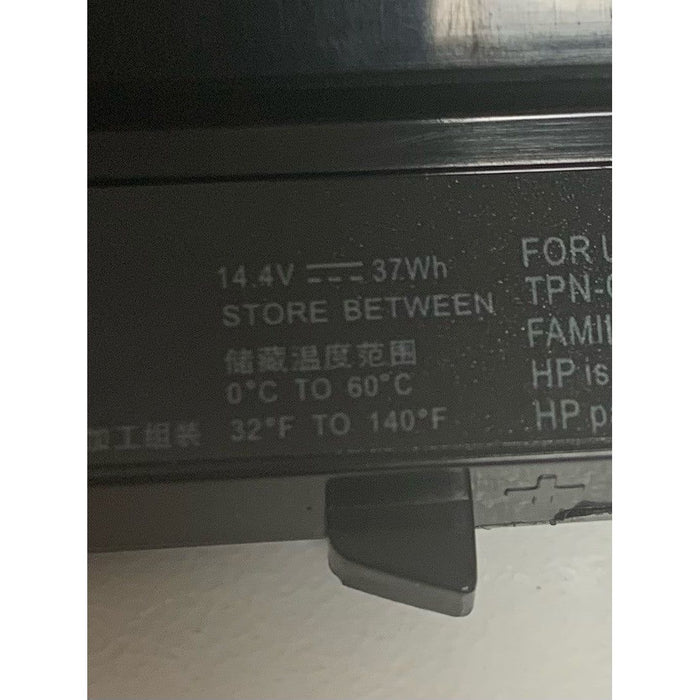 14.4V ⎓ 37Wh
STORE BETWEEN
储藏温度范围
0°C TO 60°C
加工组装 32°F TO 140°F
FOR
TPN-
HP is
HP